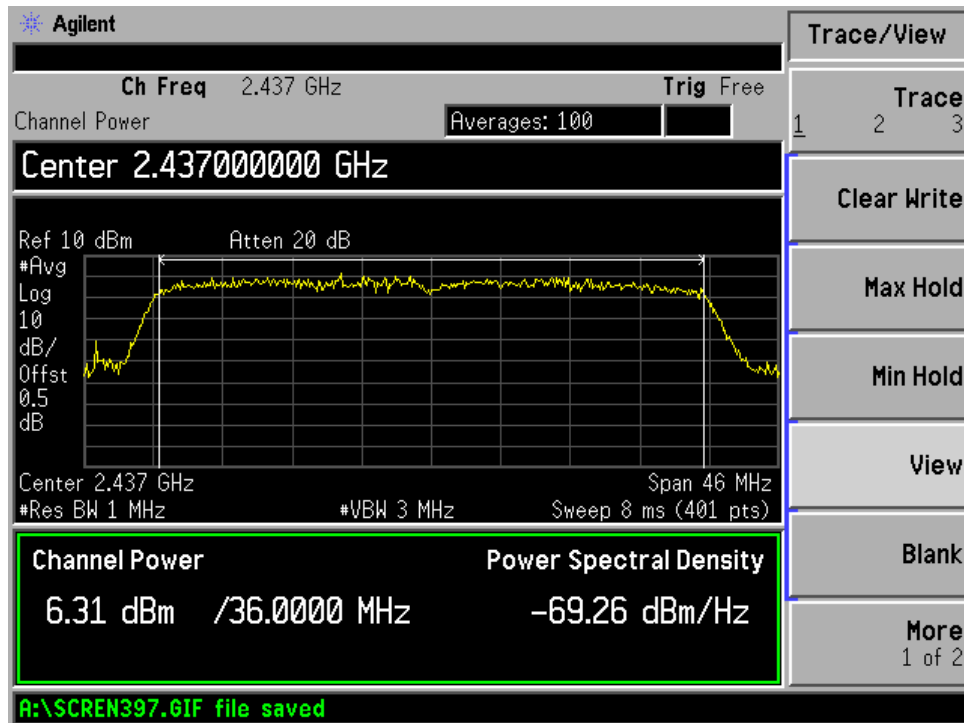 Agilent
Ch Freq 2.437 GHz Trig Free
Channel Power Averages: 100
Center 2.437000000 GHz
Ref 10 dBm Atten 20 dB
#Avg
Log
10
dB/
Offst
0.5
dB
Center 2.437 GHz Span 46 MHz
#Res BW 1 MHz #VBW 3 MHz Sweep 8 ms (401 pts)
Channel Power Power Spectral Density
6.31 dBm /36.0000 MHz -69.26 dBm/Hz
A:\SCREN397.GIF file saved
Trace/View
Trace
1 2 3
Clear Write
Max Hold
Min Hold
View
Blank
More
1 of 2